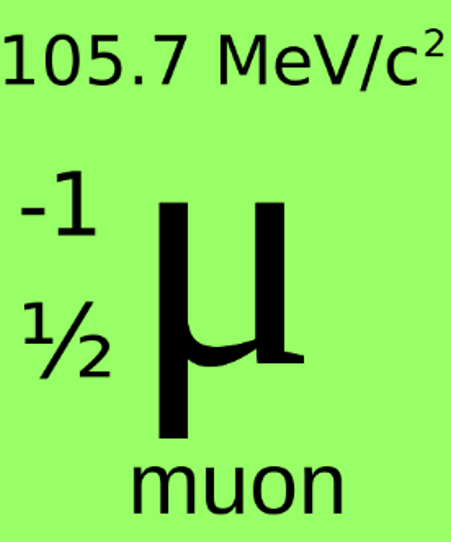 105.7 MeV/c²
-1
½
μ
muon